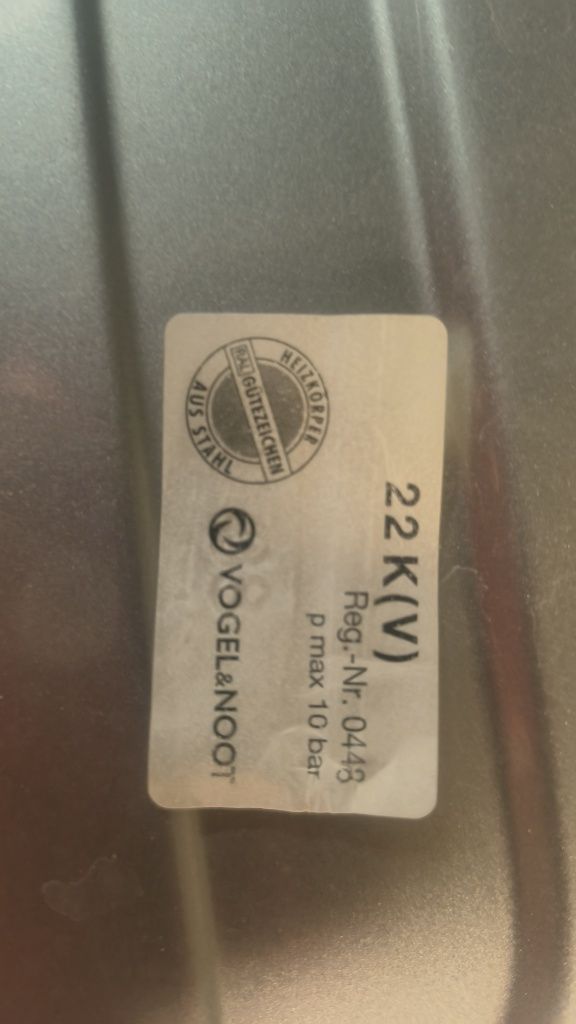 22 K(V)
Reg.-Nr. 0448
p max 10 bar
HEIZKÖRPER
RAL GÜTEZEICHEN
AUS STAHL
VOGEL&NOOT